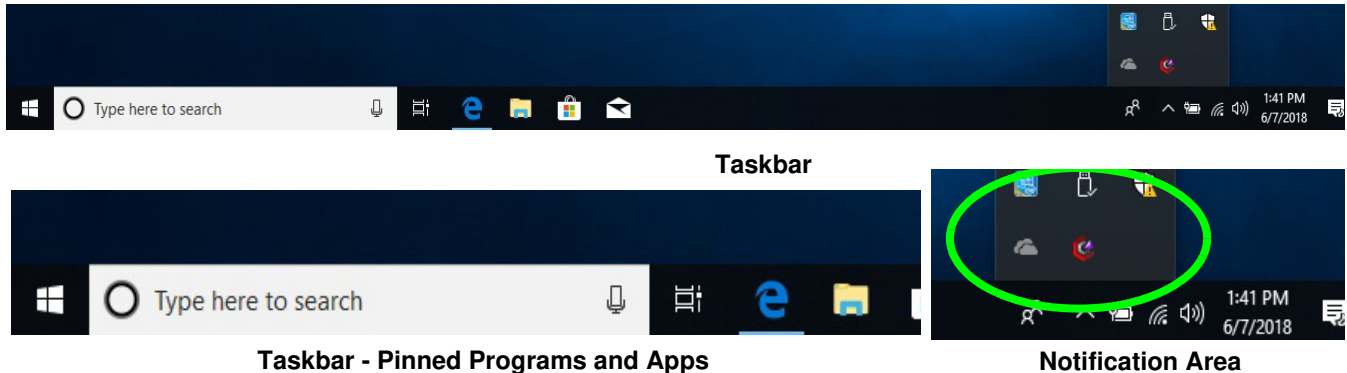 Type here to search
1:41 PM
6/7/2018
Taskbar
Type here to search
1:41 PM
6/7/2018
Taskbar - Pinned Programs and Apps
Notification Area